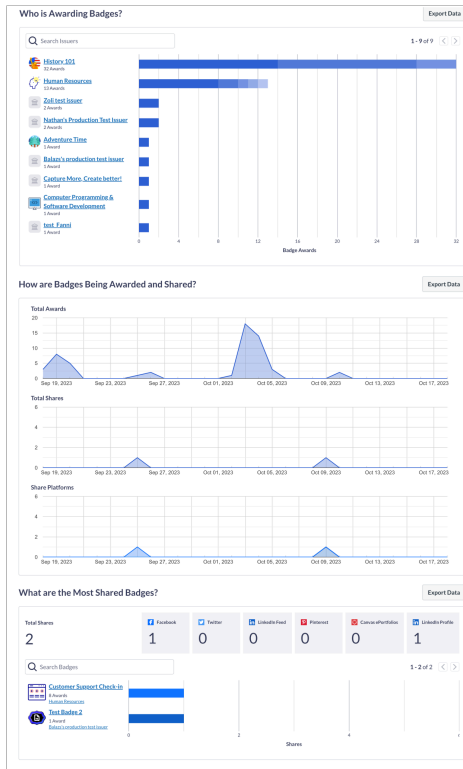 Who is Awarding Badges?
Export Data
Search Issuers
1 - 9 of 9
History 101
32 Awards
Human Resources
13 Awards
Zoli test issuer
2 Awards
Nathan's Production Test Issuer
2 Awards
Adventure Time
1 Award
Balazs's production test issuer
1 Award
Capture More, Create better!
1 Award
Computer Programming &
Software Development
1 Award
test_Fanni
1 Award
0 4 8 12 16 20 24 28 32
Badge Awards
How are Badges Being Awarded and Shared?
Export Data
Total Awards
20
15
10
5
0
Sep 19, 2023 Sep 23, 2023 Sep 27, 2023 Oct 01, 2023 Oct 05, 2023 Oct 09, 2023 Oct 13, 2023 Oct 17, 2023
Total Shares
6
4
2
0
Sep 19, 2023 Sep 23, 2023 Sep 27, 2023 Oct 01, 2023 Oct 05, 2023 Oct 09, 2023 Oct 13, 2023 Oct 17, 2023
Share Platforms
6
4
2
0
Sep 19, 2023 Sep 23, 2023 Sep 27, 2023 Oct 01, 2023 Oct 05, 2023 Oct 09, 2023 Oct 13, 2023 Oct 17, 2023
What are the Most Shared Badges?
Export Data
Total Shares
2
Facebook
1
Twitter
0
LinkedIn Feed
0
Pinterest
0
Canvas ePortfolios
0
LinkedIn Profile
1
Search Badges
1 - 2 of 2
Customer Support Check-in
8 Awards
Human Resources
Test Badge 2
1 Award
Balazs's production test issuer
0 2 4
Shares